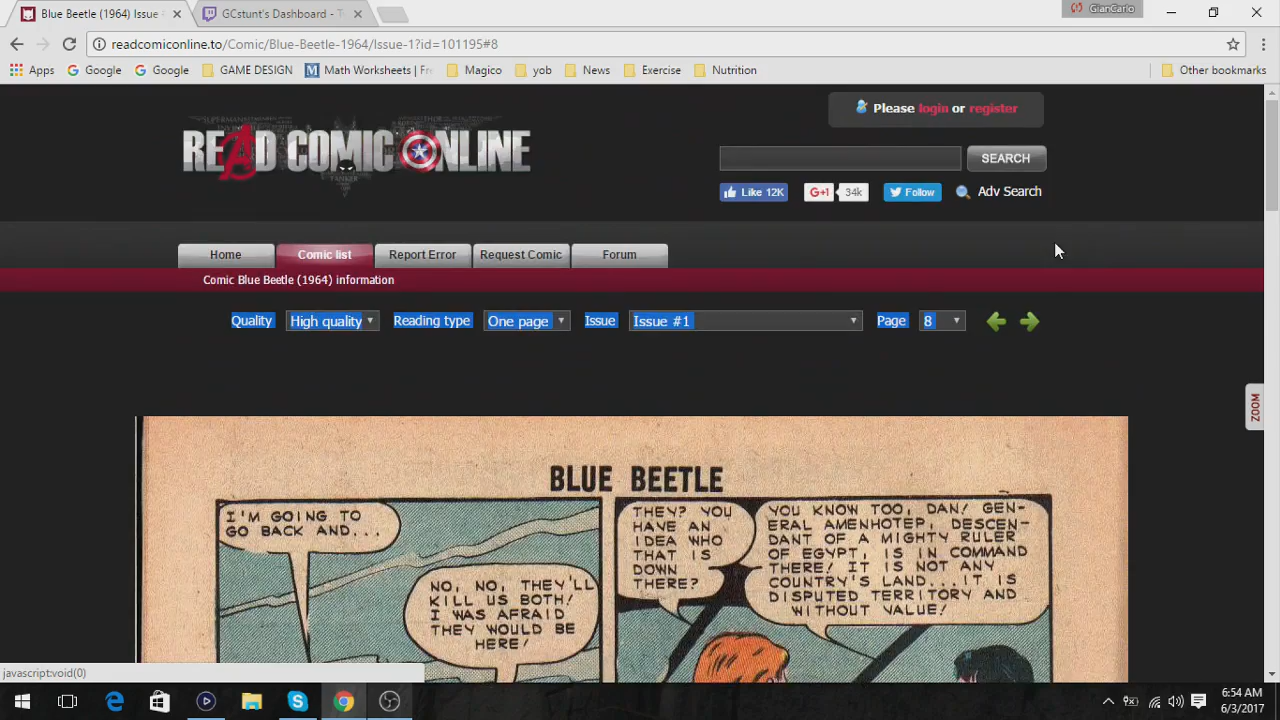 Blue Beetle (1964) Issue
GCstunt's Dashboard - T
GianCarlo
readcomiconline.to/Comic/Blue-Beetle-1964/Issue-1?id=101195#8
Apps Google Google GAME DESIGN Math Worksheets | Fr Magico yob News Exercise Nutrition Other bookmarks
Please login or register
READ COMIC ONLINE
SEARCH
Like 12K G+1 34k Follow Adv Search
Home Comic list Report Error Request Comic Forum
Comic Blue Beetle (1964) information
Quality High quality Reading type One page Issue Issue #1 Page 8
ZOOM
BLUE BEETLE
I'M GOING TO
GO BACK AND...
NO, NO, THEY'LL
KILL US BOTH!
I WAS AFRAID
THEY WOULD BE
HERE!
THEY? YOU
HAVE AN
IDEA WHO
THAT IS
DOWN
THERE?
YOU KNOW TOO, DAN! GEN-
ERAL AMENHOTEP, DESCEN-
DANT OF A MIGHTY RULER
OF EGYPT, IS IN COMMAND
THERE! IT IS NOT ANY
COUNTRY'S LAND...IT IS
DISPUTED TERRITORY AND
WITHOUT VALUE!
javascript:void(0)
6:54 AM
6/3/2017